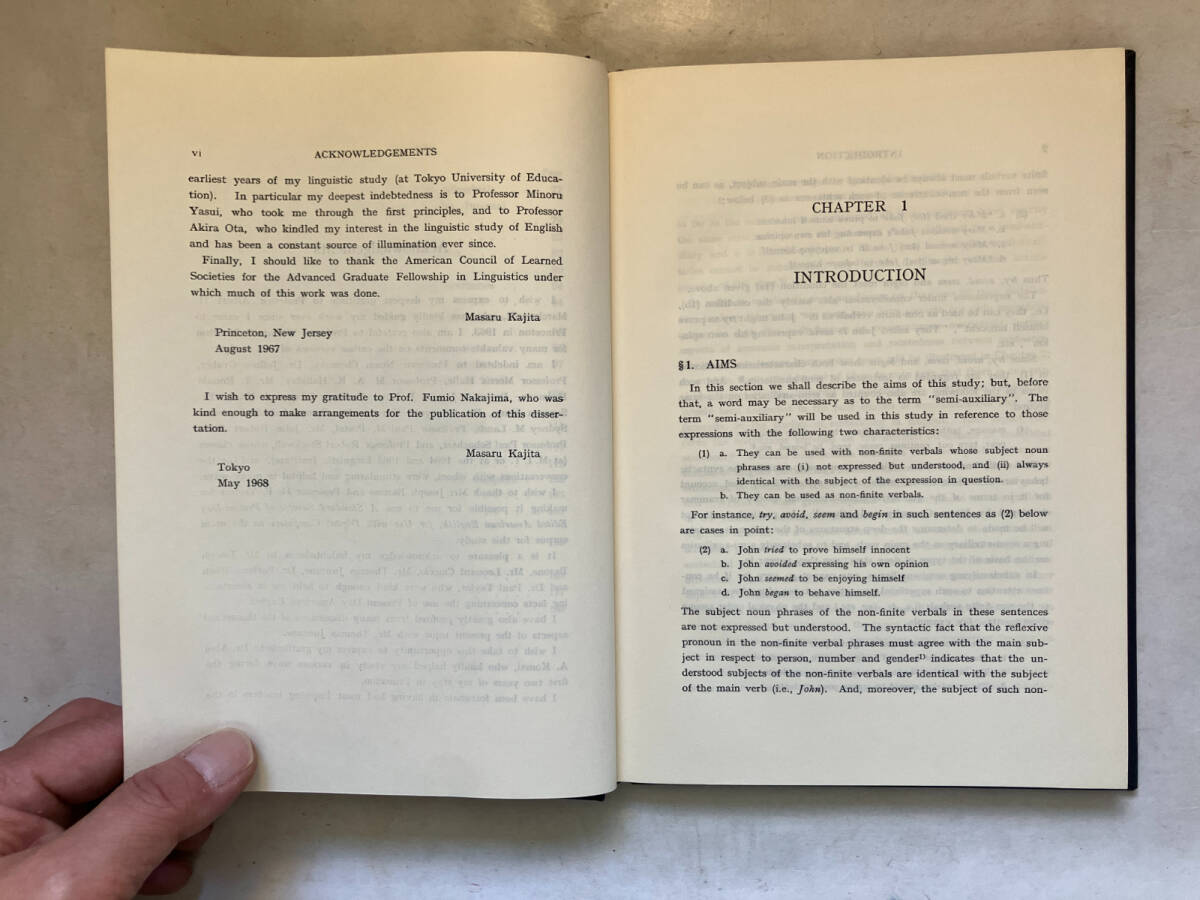 vi ACKNOWLEDGEMENTS
earliest years of my linguistic study (at Tokyo University of Educa-
tion). In particular my deepest indebtedness is to Professor Minoru
Yasui, who took me through the first principles, and to Professor
Akira Ota, who kindled my interest in the linguistic study of English
and has been a constant source of illumination ever since.
Finally, I should like to thank the American Council of Learned
Societies for the Advanced Graduate Fellowship in Linguistics under
which much of this work was done.
Masaru Kajita
Princeton, New Jersey
August 1967
I wish to express my gratitude to Prof. Fumio Nakajima, who was
kind enough to make arrangements for the publication of this disser-
tation.
Masaru Kajita
Tokyo
May 1968
CHAPTER 1
INTRODUCTION
§1. AIMS
In this section we shall describe the aims of this study; but, before
that, a word may be necessary as to the term "semi-auxiliary". The
term "semi-auxiliary" will be used in this study in reference to those
expressions with the following two characteristics:
(1) a. They can be used with non-finite verbals whose subject noun
phrases are (i) not expressed but understood, and (ii) always
identical with the subject of the expression in question.
b. They can be used as non-finite verbals.
For instance, try, avoid, seem and begin in such sentences as (2) below
are cases in point:
(2) a. John tried to prove himself innocent
b. John avoided expressing his own opinion
c. John seemed to be enjoying himself
d. John began to behave himself.
The subject noun phrases of the non-finite verbals in these sentences
are not expressed but understood. The syntactic fact that the reflexive
pronoun in the non-finite verbal phrases must agree with the main sub-
ject in respect to person, number and gender¹⁾ indicates that the un-
derstood subjects of the non-finite verbals are identical with the subject
of the main verb (i.e., John). And, moreover, the subject of such non-